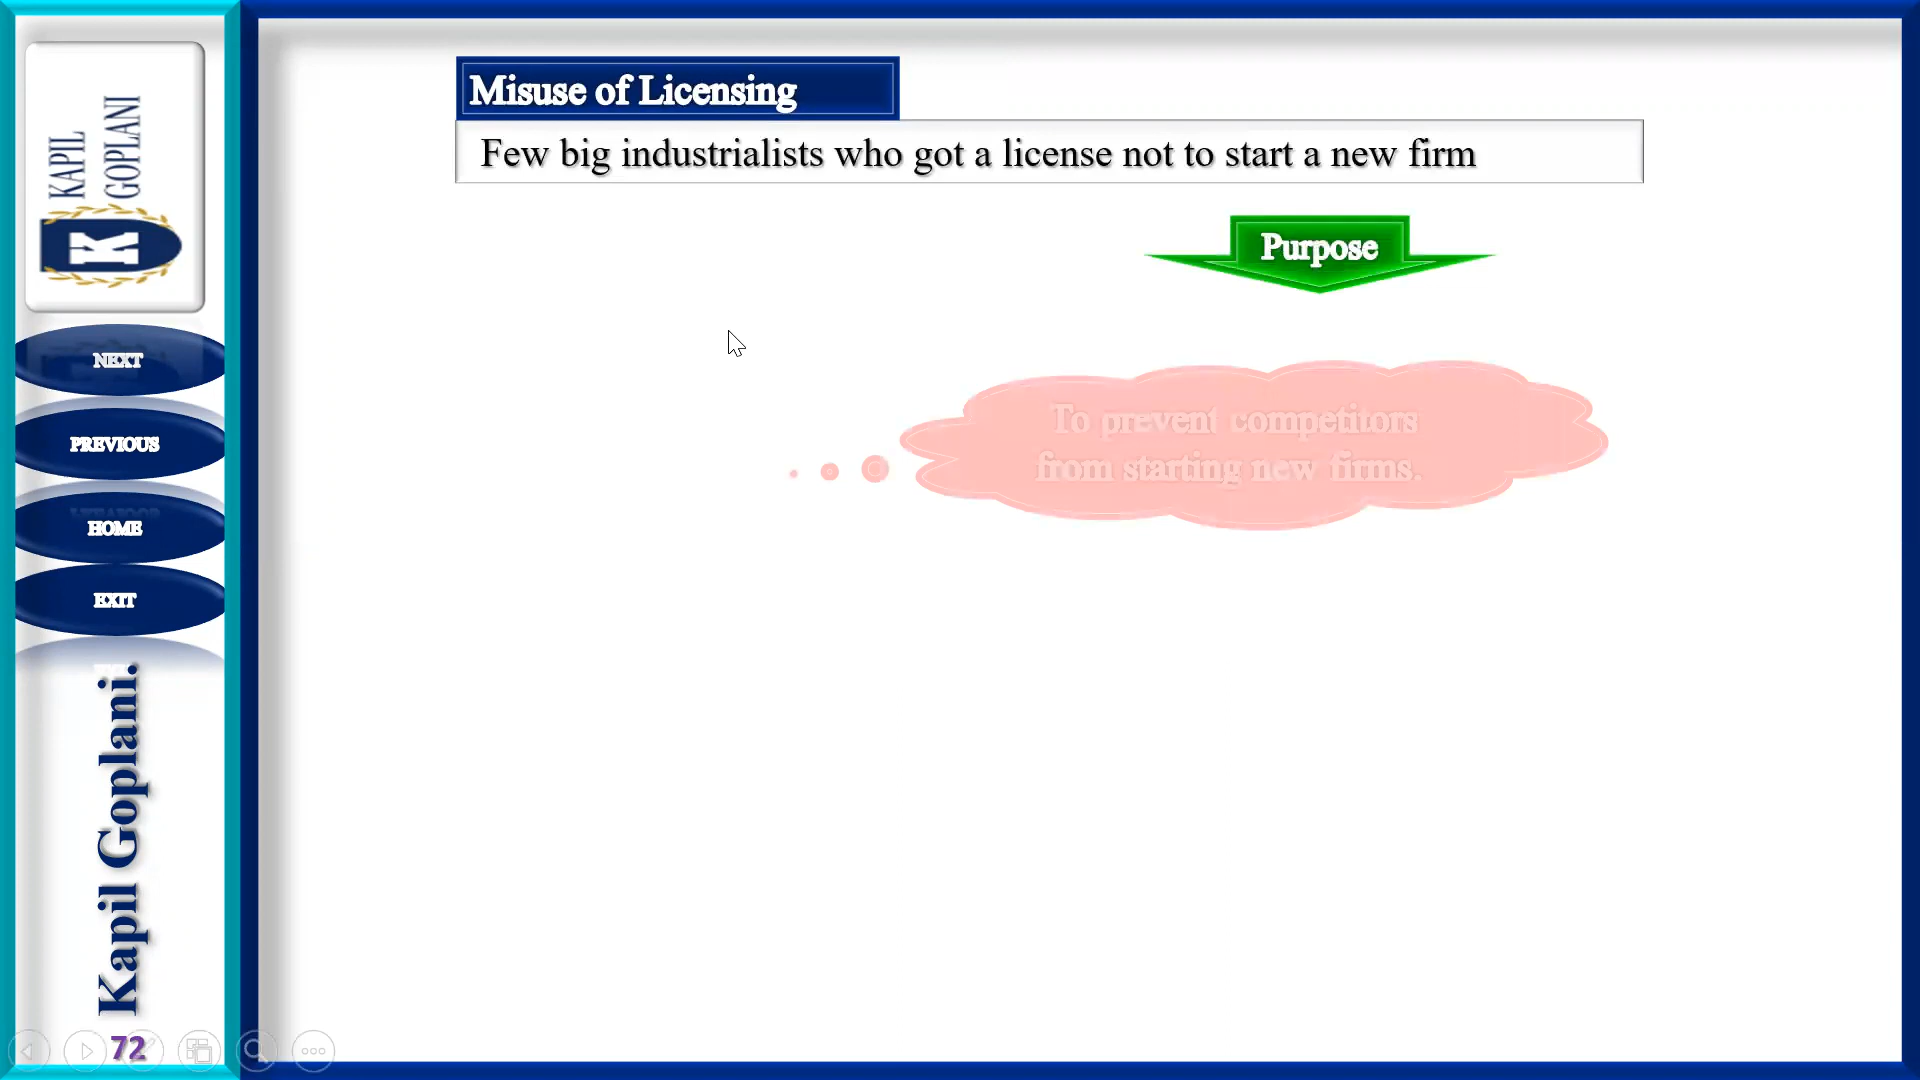 KAPIL
GOPLANI
K
NEXT
PREVIOUS
HOME
EXIT
Kapil Goplani.
72
Misuse of Licensing
Few big industrialists who got a license not to start a new firm
Purpose
To prevent competitors
from starting new firms.